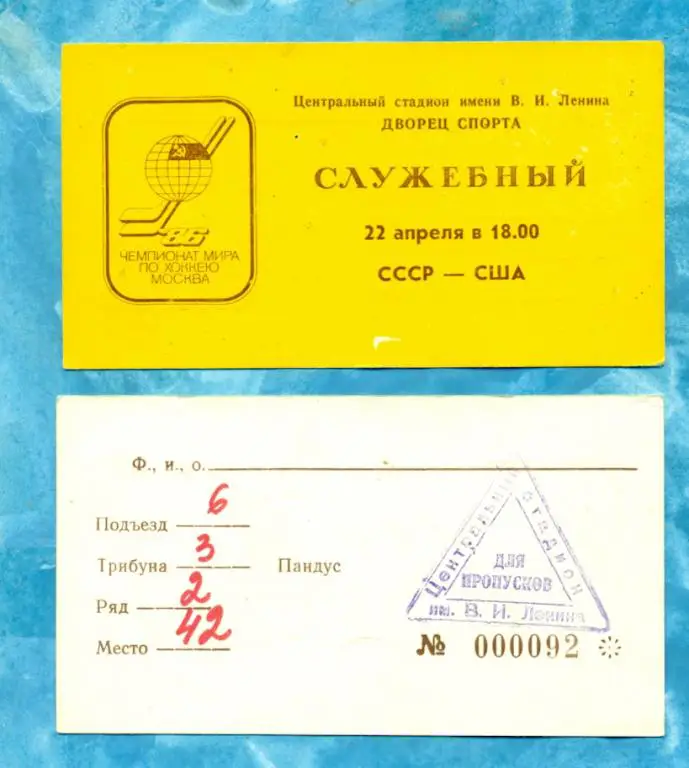 Центральный стадион имени В. И. Ленина
ДВОРЕЦ СПОРТА
СЛУЖЕБНЫЙ
22 апреля в 18.00
СССР — США
86
ЧЕМПИОНАТ МИРА
ПО ХОККЕЮ
МОСКВА
Ф., и., о.
Подъезд 6
Трибуна 3 Пандус
Ряд 2
Место 42
Центральный стадион
им. В. И. Ленина
ДЛЯ
ПРОПУСКОВ
№ 000092